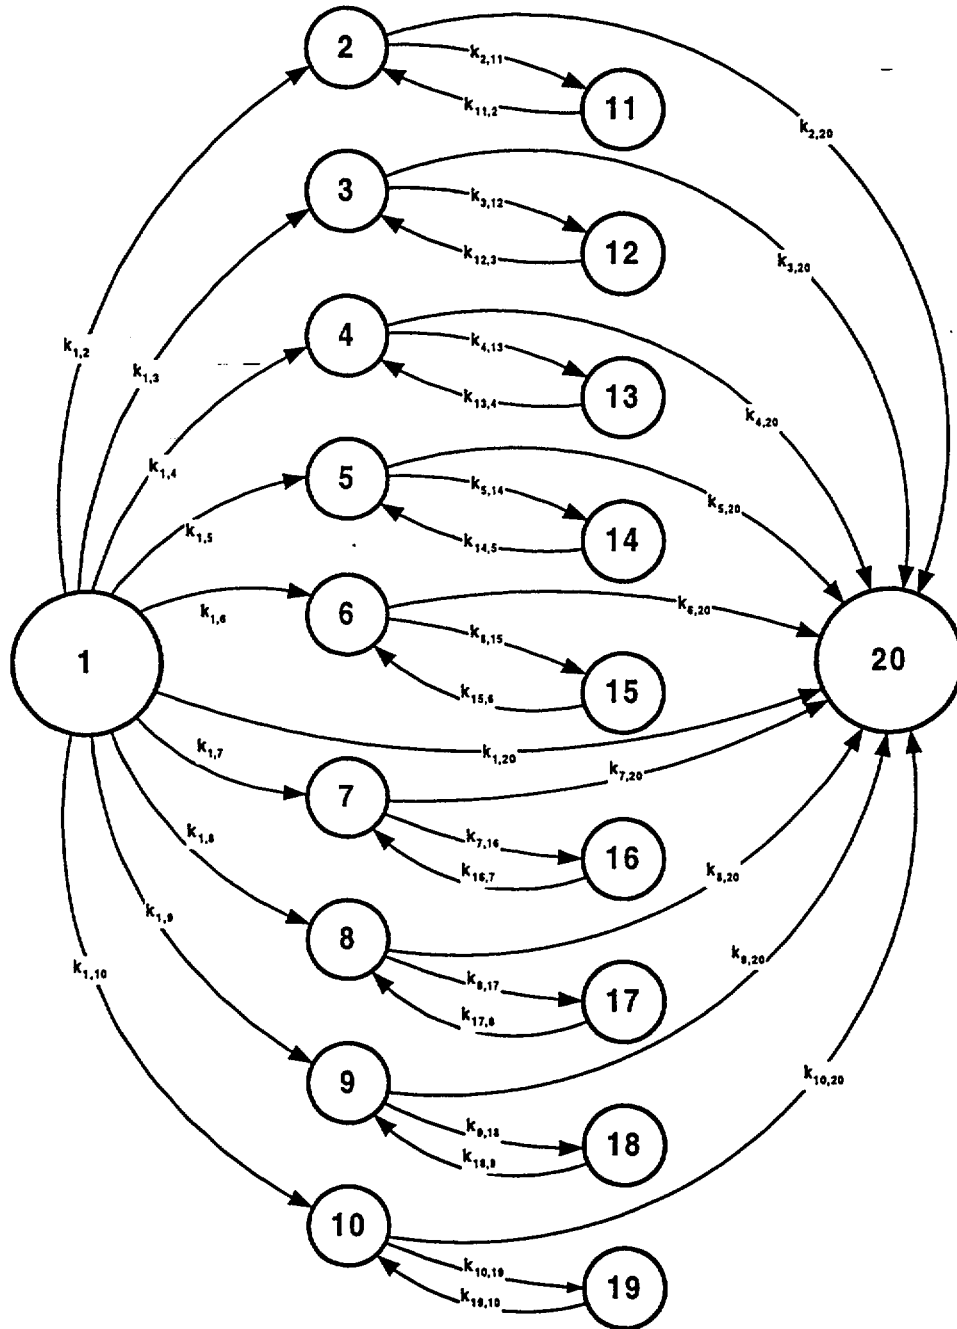 2
k2,11
11
k11,2
k2,20
3
k3,12
12
k12,3
k3,20
k1,2
k1,3
4
k4,13
13
k13,4
k4,20
k1,4
5
k5,14
14
k14,5
k5,20
k1,5
6
k1,6
k6,20
k6,15
15
k15,6
1
20
k1,20
k1,7
7
k7,20
k7,16
16
k16,7
k1,8
8
k8,20
k8,17
17
k17,8
k1,9
k9,20
k1,10
9
k9,18
18
k18,9
k10,20
10
k10,19
19
k19,10